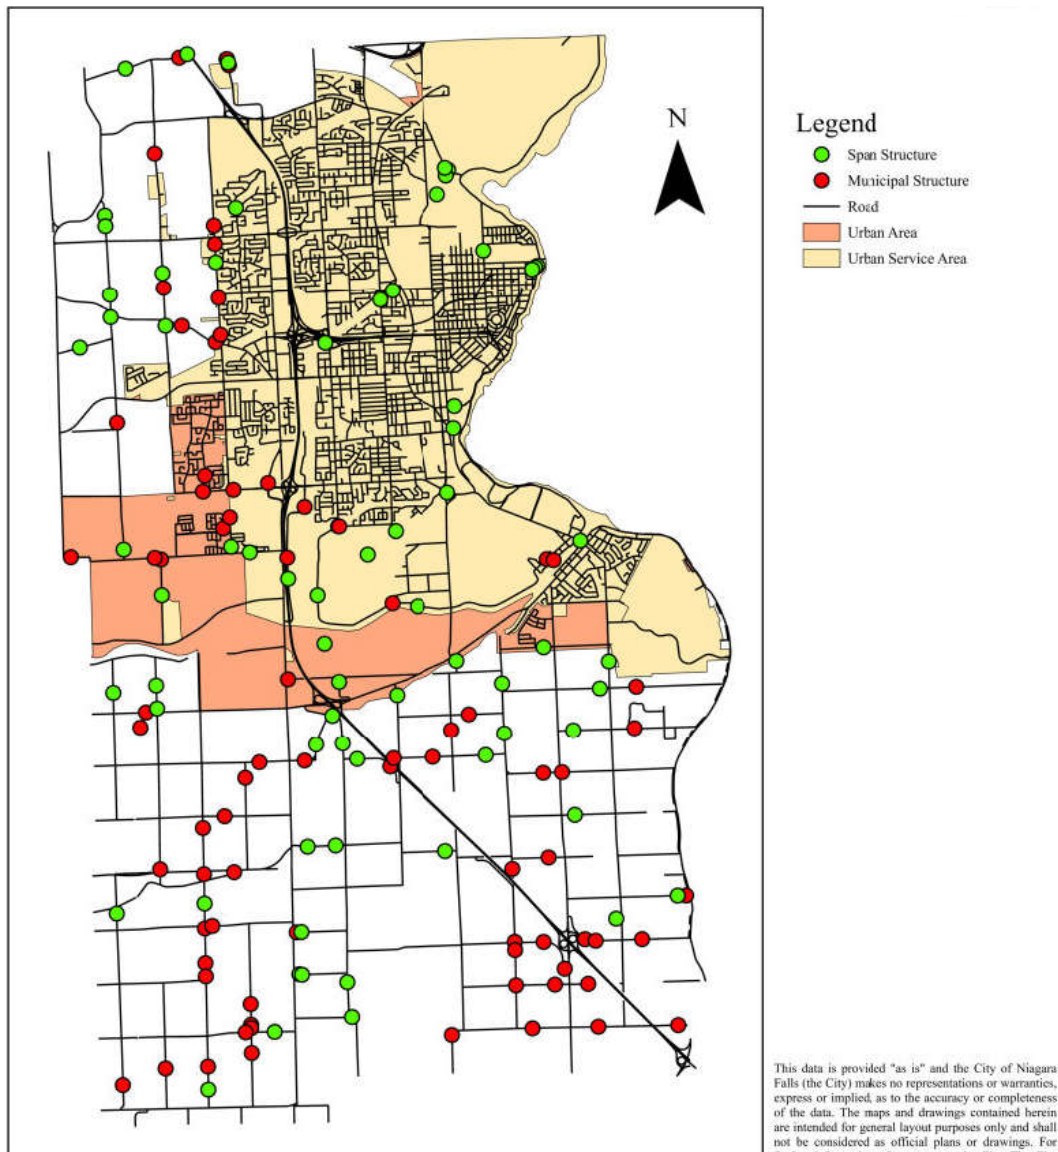 N
Legend
Span Structure
Municipal Structure
Road
Urban Area
Urban Service Area
This data is provided "as is" and the City of Niagara
Falls (the City) makes no representations or warranties,
express or implied, as to the accuracy or completeness
of the data. The maps and drawings contained herein
are intended for general layout purposes only and shall
not be considered as official plans or drawings. For